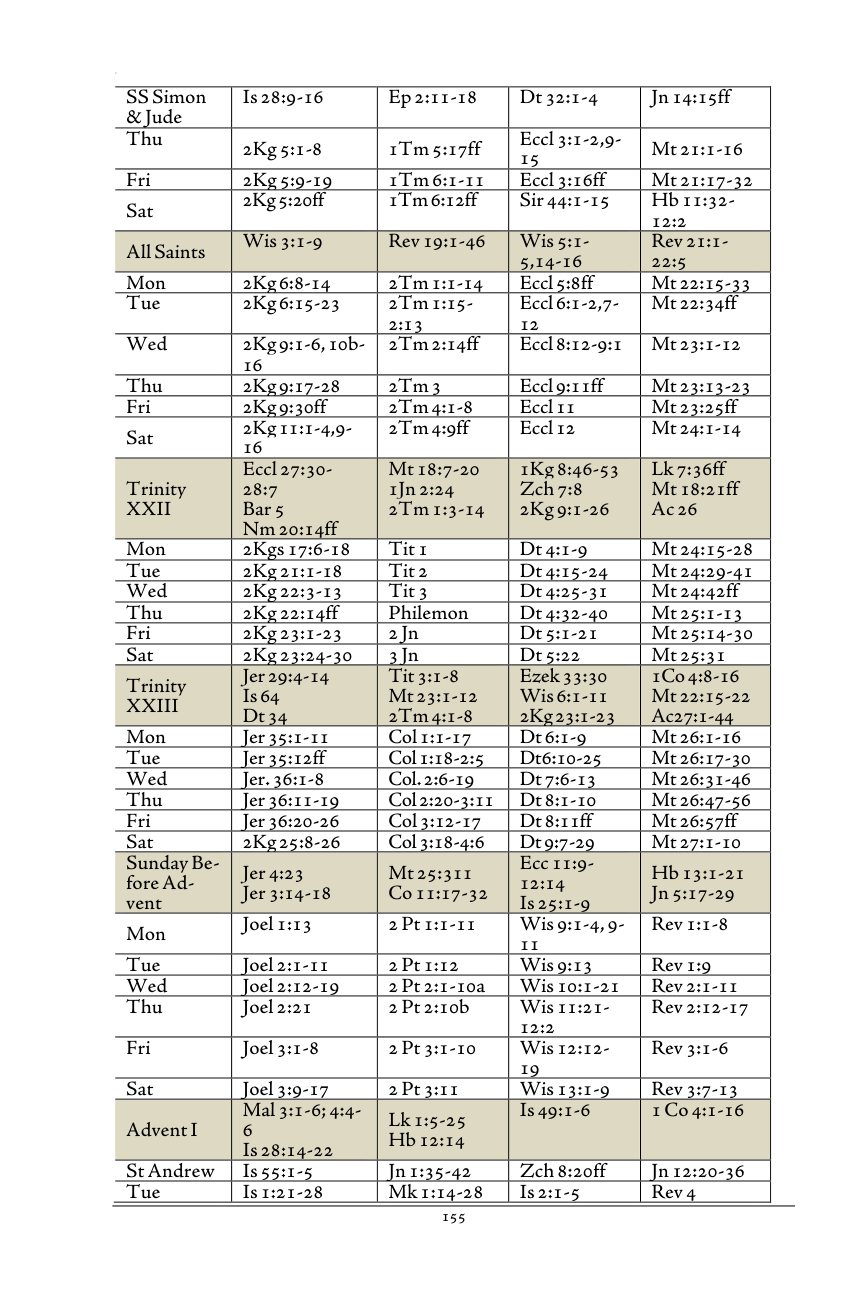 SS Simon & Jude | Is 28:9-16 | Ep 2:11-18 | Dt 32:1-4 | Jn 14:15ff
Thu | 2Kg 5:1-8 | 1Tm 5:17ff | Eccl 3:1-2,9-15 | Mt 21:1-16
Fri | 2Kg 5:9-19 | 1Tm 6:1-11 | Eccl 3:16ff | Mt 21:17-32
Sat | 2Kg 5:20ff | 1Tm 6:12ff | Sir 44:1-15 | Hb 11:32-12:2
All Saints | Wis 3:1-9 | Rev 19:1-46 | Wis 5:1-5,14-16 | Rev 21:1-22:5
Mon | 2Kg 6:8-14 | 2Tm 1:1-14 | Eccl 5:8ff | Mt 22:15-33
Tue | 2Kg 6:15-23 | 2Tm 1:15-2:13 | Eccl 6:1-2,7-12 | Mt 22:34ff
Wed | 2Kg 9:1-6, 10b-16 | 2Tm 2:14ff | Eccl 8:12-9:1 | Mt 23:1-12
Thu | 2Kg 9:17-28 | 2Tm 3 | Eccl 9:11ff | Mt 23:13-23
Fri | 2Kg 9:30ff | 2Tm 4:1-8 | Eccl 11 | Mt 23:25ff
Sat | 2Kg 11:1-4,9-16 | 2Tm 4:9ff | Eccl 12 | Mt 24:1-14
Trinity XXII | Eccl 27:30-28:7 Bar 5 Nm 20:14ff | Mt 18:7-20 1Jn 2:24 2Tm 1:3-14 | 1Kg 8:46-53 Zch 7:8 2Kg 9:1-26 | Lk 7:36ff Mt 18:21ff Ac 26
Mon | 2Kgs 17:6-18 | Tit 1 | Dt 4:1-9 | Mt 24:15-28
Tue | 2Kg 21:1-18 | Tit 2 | Dt 4:15-24 | Mt 24:29-41
Wed | 2Kg 22:3-13 | Tit 3 | Dt 4:25-31 | Mt 24:42ff
Thu | 2Kg 22:14ff | Philemon | Dt 4:32-40 | Mt 25:1-13
Fri | 2Kg 23:1-23 | 2 Jn | Dt 5:1-21 | Mt 25:14-30
Sat | 2Kg 23:24-30 | 3 Jn | Dt 5:22 | Mt 25:31
Trinity XXIII | Jer 29:4-14 Is 64 Dt 34 | Tit 3:1-8 Mt 23:1-12 2Tm 4:1-8 | Ezek 33:30 Wis 6:1-11 2Kg 23:1-23 | 1Co 4:8-16 Mt 22:15-22 Ac27:1-44
Mon | Jer 35:1-11 | Col 1:1-17 | Dt 6:1-9 | Mt 26:1-16
Tue | Jer 35:12ff | Col 1:18-2:5 | Dt6:10-25 | Mt 26:17-30
Wed | Jer. 36:1-8 | Col. 2:6-19 | Dt 7:6-13 | Mt 26:31-46
Thu | Jer 36:11-19 | Col 2:20-3:11 | Dt 8:1-10 | Mt 26:47-56
Fri | Jer 36:20-26 | Col 3:12-17 | Dt 8:11ff | Mt 26:57ff
Sat | 2Kg 25:8-26 | Col 3:18-4:6 | Dt 9:7-29 | Mt 27:1-10
Sunday Before Advent | Jer 4:23 Jer 3:14-18 | Mt 25:311 Co 11:17-32 | Ecc 11:9-12:14 Is 25:1-9 | Hb 13:1-21 Jn 5:17-29
Mon | Joel 1:13 | 2 Pt 1:1-11 | Wis 9:1-4, 9-11 | Rev 1:1-8
Tue | Joel 2:1-11 | 2 Pt 1:12 | Wis 9:13 | Rev 1:9
Wed | Joel 2:12-19 | 2 Pt 2:1-10a | Wis 10:1-21 | Rev 2:1-11
Thu | Joel 2:21 | 2 Pt 2:10b | Wis 11:21-12:2 | Rev 2:12-17
Fri | Joel 3:1-8 | 2 Pt 3:1-10 | Wis 12:12-19 | Rev 3:1-6
Sat | Joel 3:9-17 | 2 Pt 3:11 | Wis 13:1-9 | Rev 3:7-13
Advent I | Mal 3:1-6; 4:4-6 Is 28:14-22 | Lk 1:5-25 Hb 12:14 | Is 49:1-6 | 1 Co 4:1-16
St Andrew | Is 55:1-5 | Jn 1:35-42 | Zch 8:20ff | Jn 12:20-36
Tue | Is 1:21-28 | Mk 1:14-28 | Is 2:1-5 | Rev 4
155